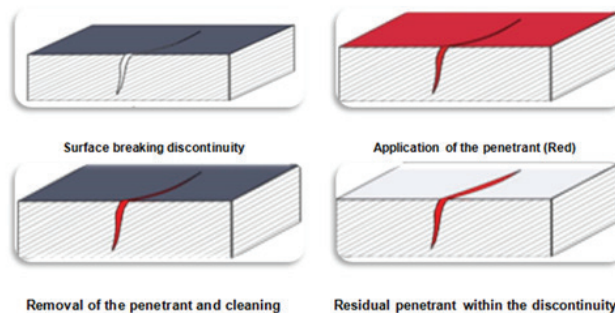 Surface breaking discontinuity
Application of the penetrant (Red)
Removal of the penetrant and cleaning
Residual penetrant within the discontinuity